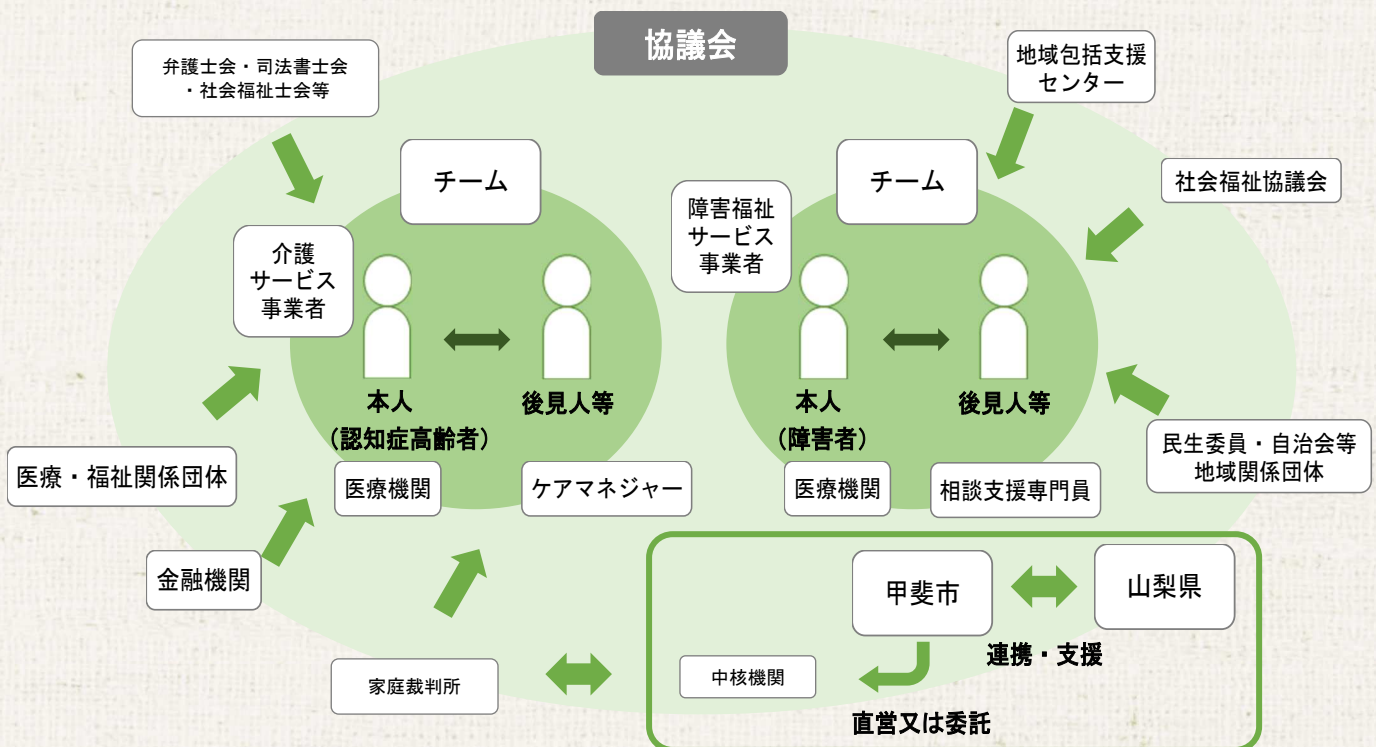 協議会
弁護士会・司法書士会
・社会福祉士会等
地域包括支援
センター
チーム
チーム
社会福祉協議会
障害福祉
サービス
事業者
介護
サービス
事業者
本人
（認知症高齢者）
後見人等
本人
（障害者）
後見人等
医療・福祉関係団体
民生委員・自治会等
地域関係団体
医療機関
ケアマネジャー
医療機関
相談支援専門員
金融機関
甲斐市
山梨県
連携・支援
家庭裁判所
中核機関
直営又は委託